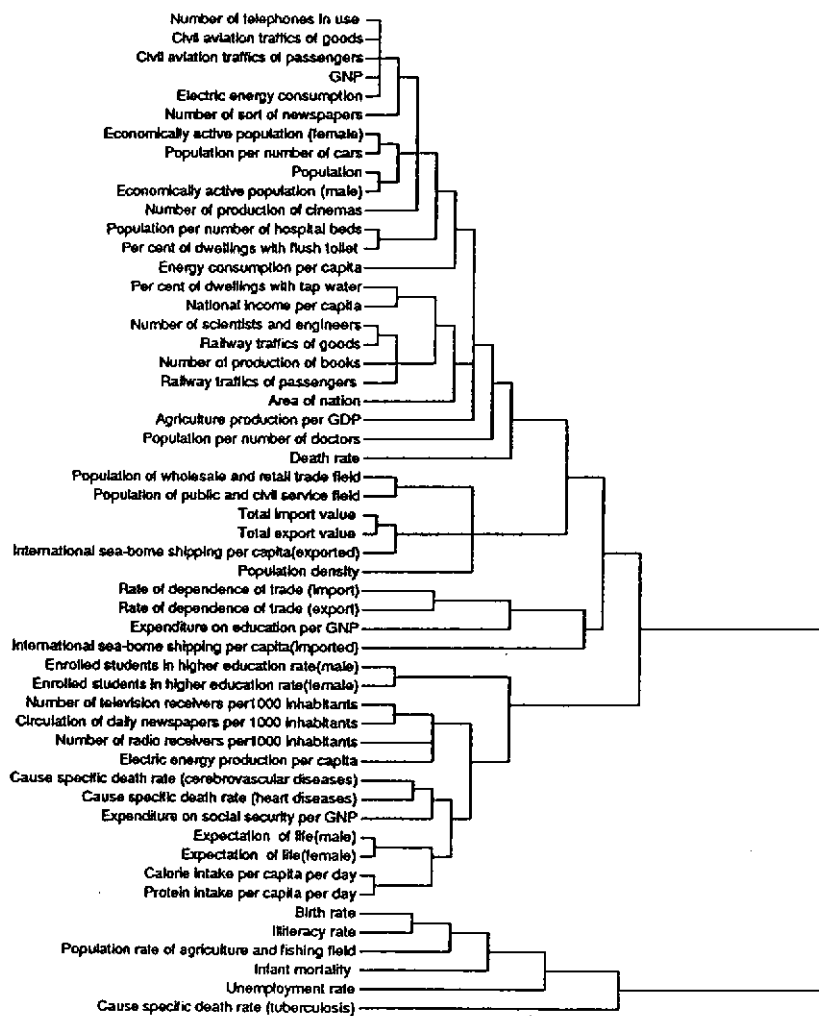 Number of telephones in use
Civil aviation traffics of goods
Civil aviation traffics of passengers
GNP
Electric energy consumption
Number of sort of newspapers
Economically active population (female)
Population per number of cars
Population
Economically active population (male)
Number of production of cinemas
Population per number of hospital beds
Per cent of dwellings with flush toilet
Energy consumption per capita
Per cent of dwellings with tap water
National income per capita
Number of scientists and engineers
Railway traffics of goods
Number of production of books
Railway traffics of passengers
Area of nation
Agriculture production per GDP
Population per number of doctors
Death rate
Population of wholesale and retail trade field
Population of public and civil service field
Total import value
Total export value
International sea-borne shipping per capita(exported)
Population density
Rate of dependence of trade (import)
Rate of dependence of trade (export)
Expenditure on education per GNP
International sea-borne shipping per capita(imported)
Enrolled students in higher education rate(male)
Enrolled students in higher education rate(female)
Number of television receivers per1000 inhabitants
Circulation of daily newspapers per 1000 inhabitants
Number of radio receivers per1000 inhabitants
Electric energy production per capita
Cause specific death rate (cerebrovascular diseases)
Cause specific death rate (heart diseases)
Expenditure on social security per GNP
Expectation of life(male)
Expectation of life(female)
Calorie intake per capita per day
Protein intake per capita per day
Birth rate
Illiteracy rate
Population rate of agriculture and fishing field
Infant mortality
Unemployment rate
Cause specific death rate (tuberculosis)